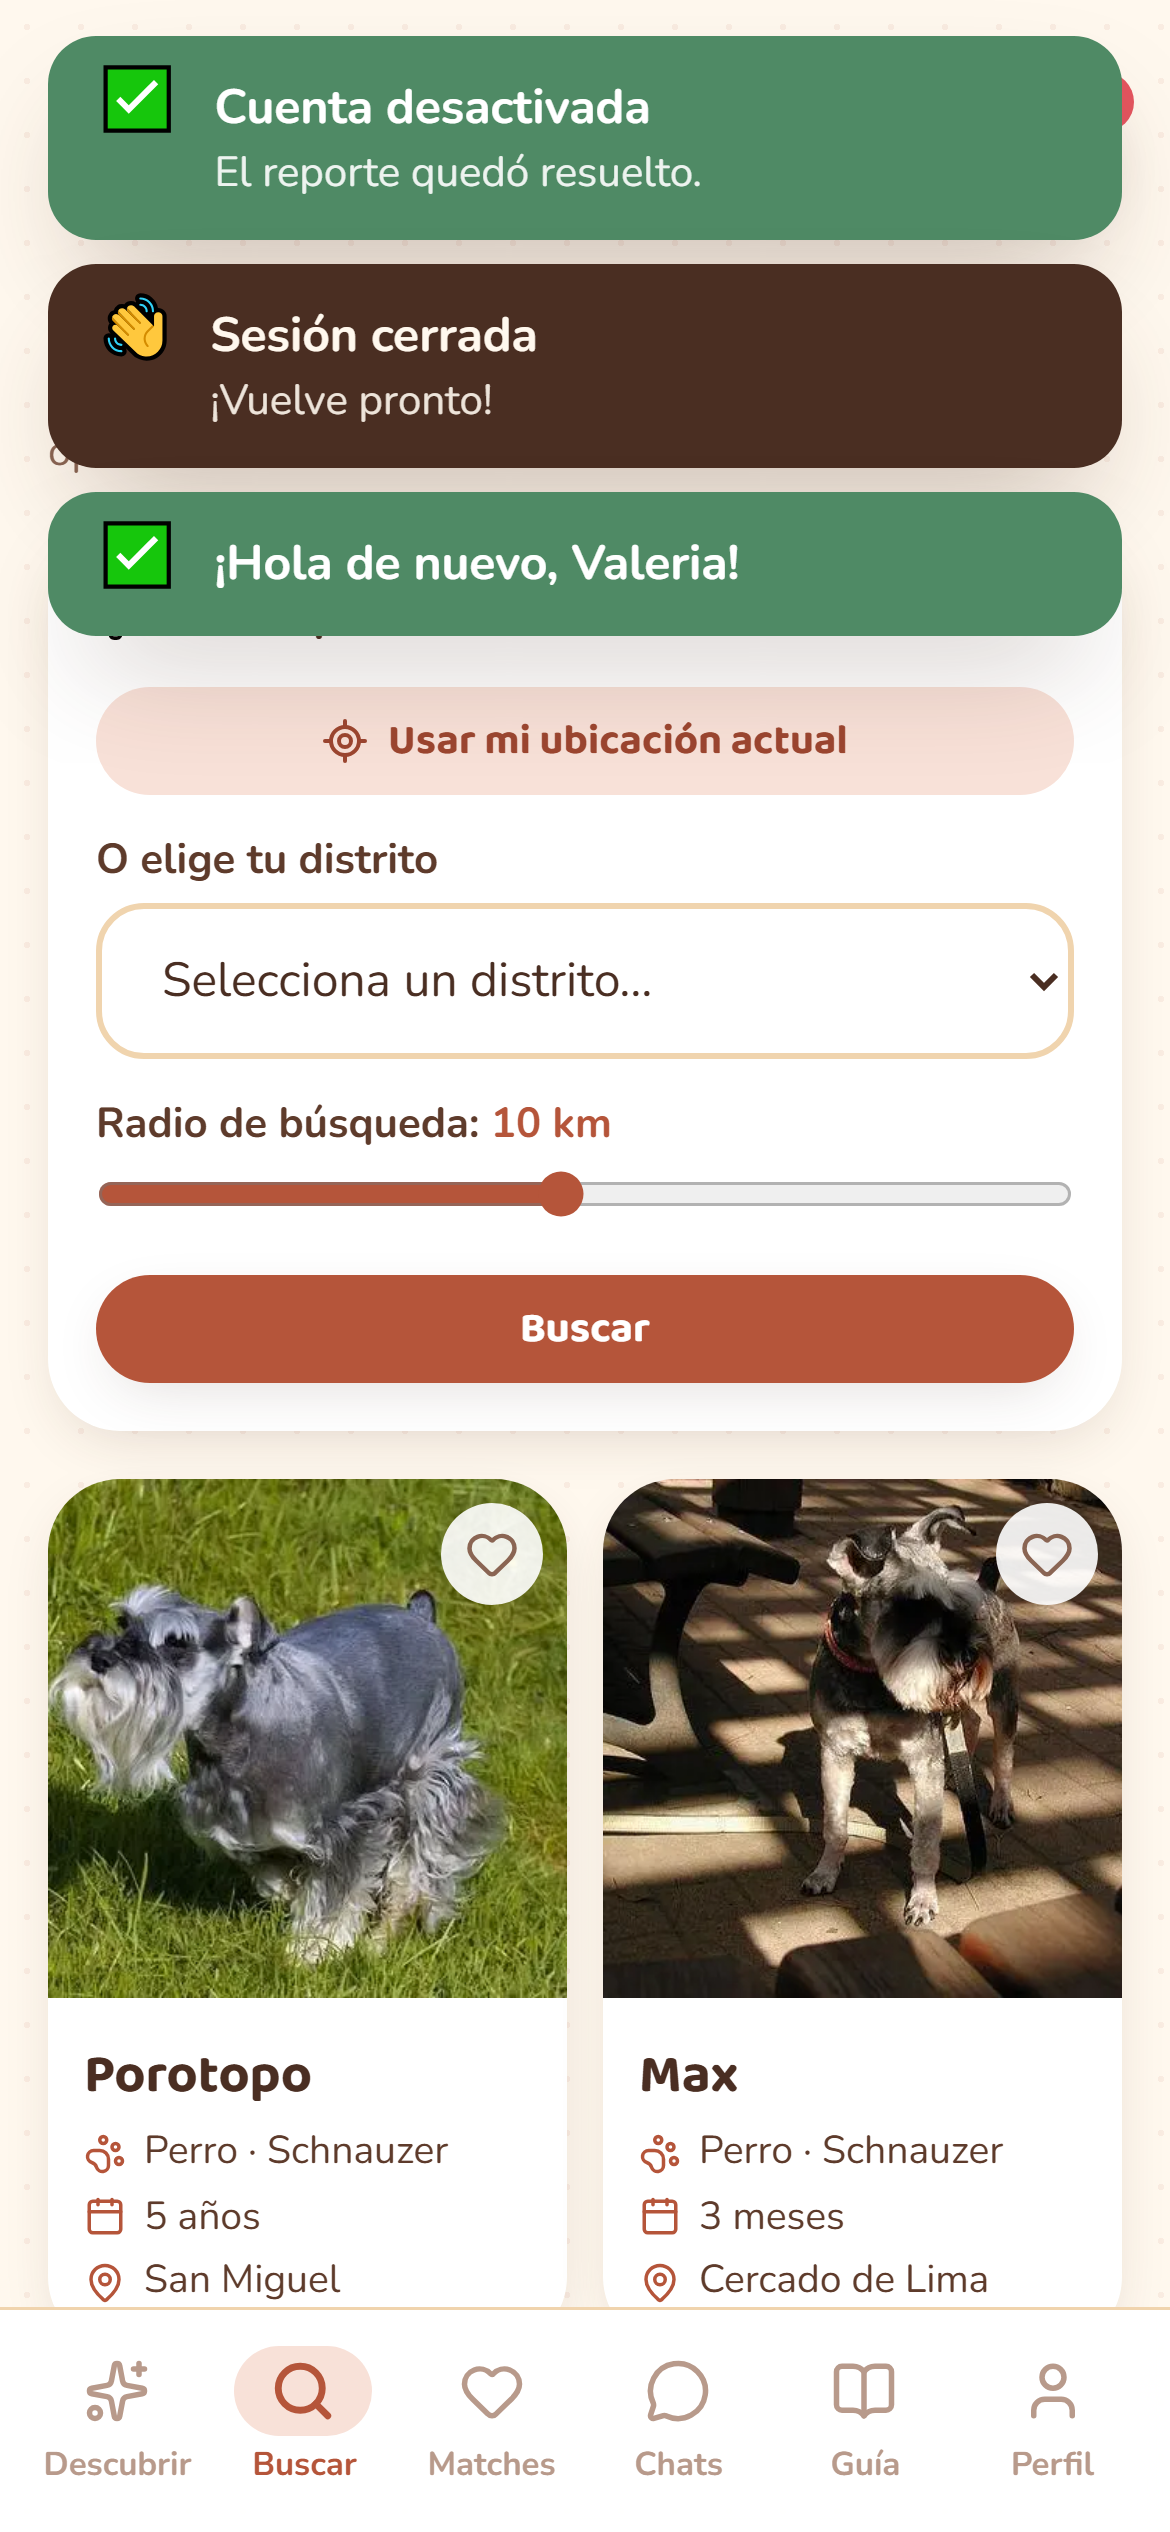 Cuenta desactivada
El reporte quedó resuelto.
Sesión cerrada
¡Vuelve pronto!
¡Hola de nuevo, Valeria!
Usar mi ubicación actual
O elige tu distrito
Selecciona un distrito...
Radio de búsqueda: 10 km
Buscar
Porotopo
Perro · Schnauzer
5 años
San Miguel
Max
Perro · Schnauzer
3 meses
Cercado de Lima
Descubrir
Buscar
Matches
Chats
Guía
Perfil